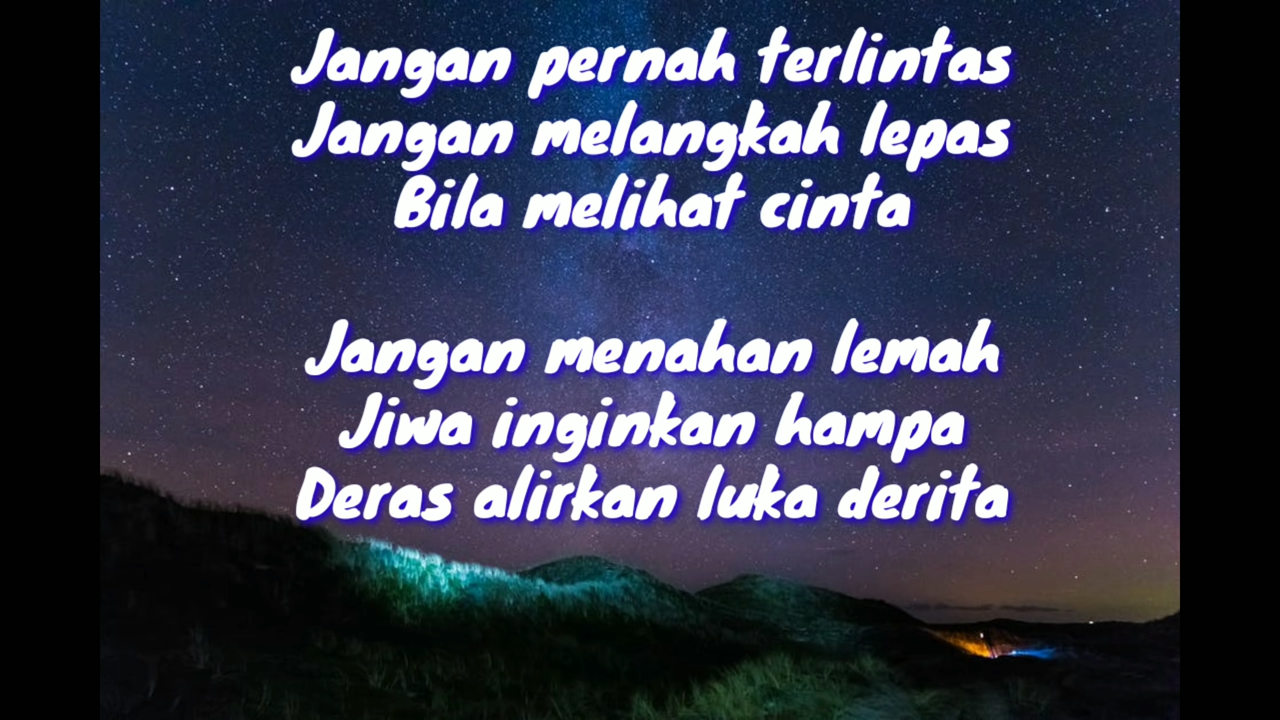 Jangan pernah terlintas
Jangan melangkah lepas
Bila melihat cinta
Jangan menahan lemah
Jiwa inginkan hampa
Deras alirkan luka derita